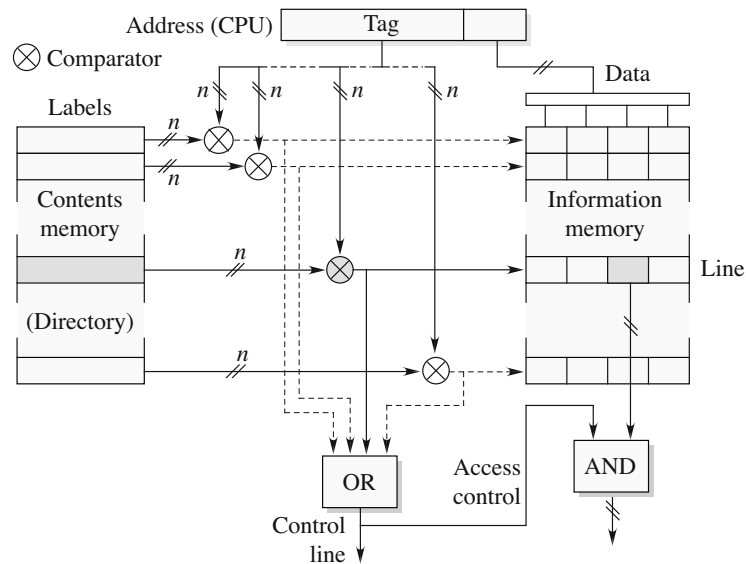 Address (CPU)
Tag
Comparator
Data
n
n
n
n
Labels
n
n
Contents
memory
Information
memory
n
Line
(Directory)
n
OR
Access
control
AND
Control
line